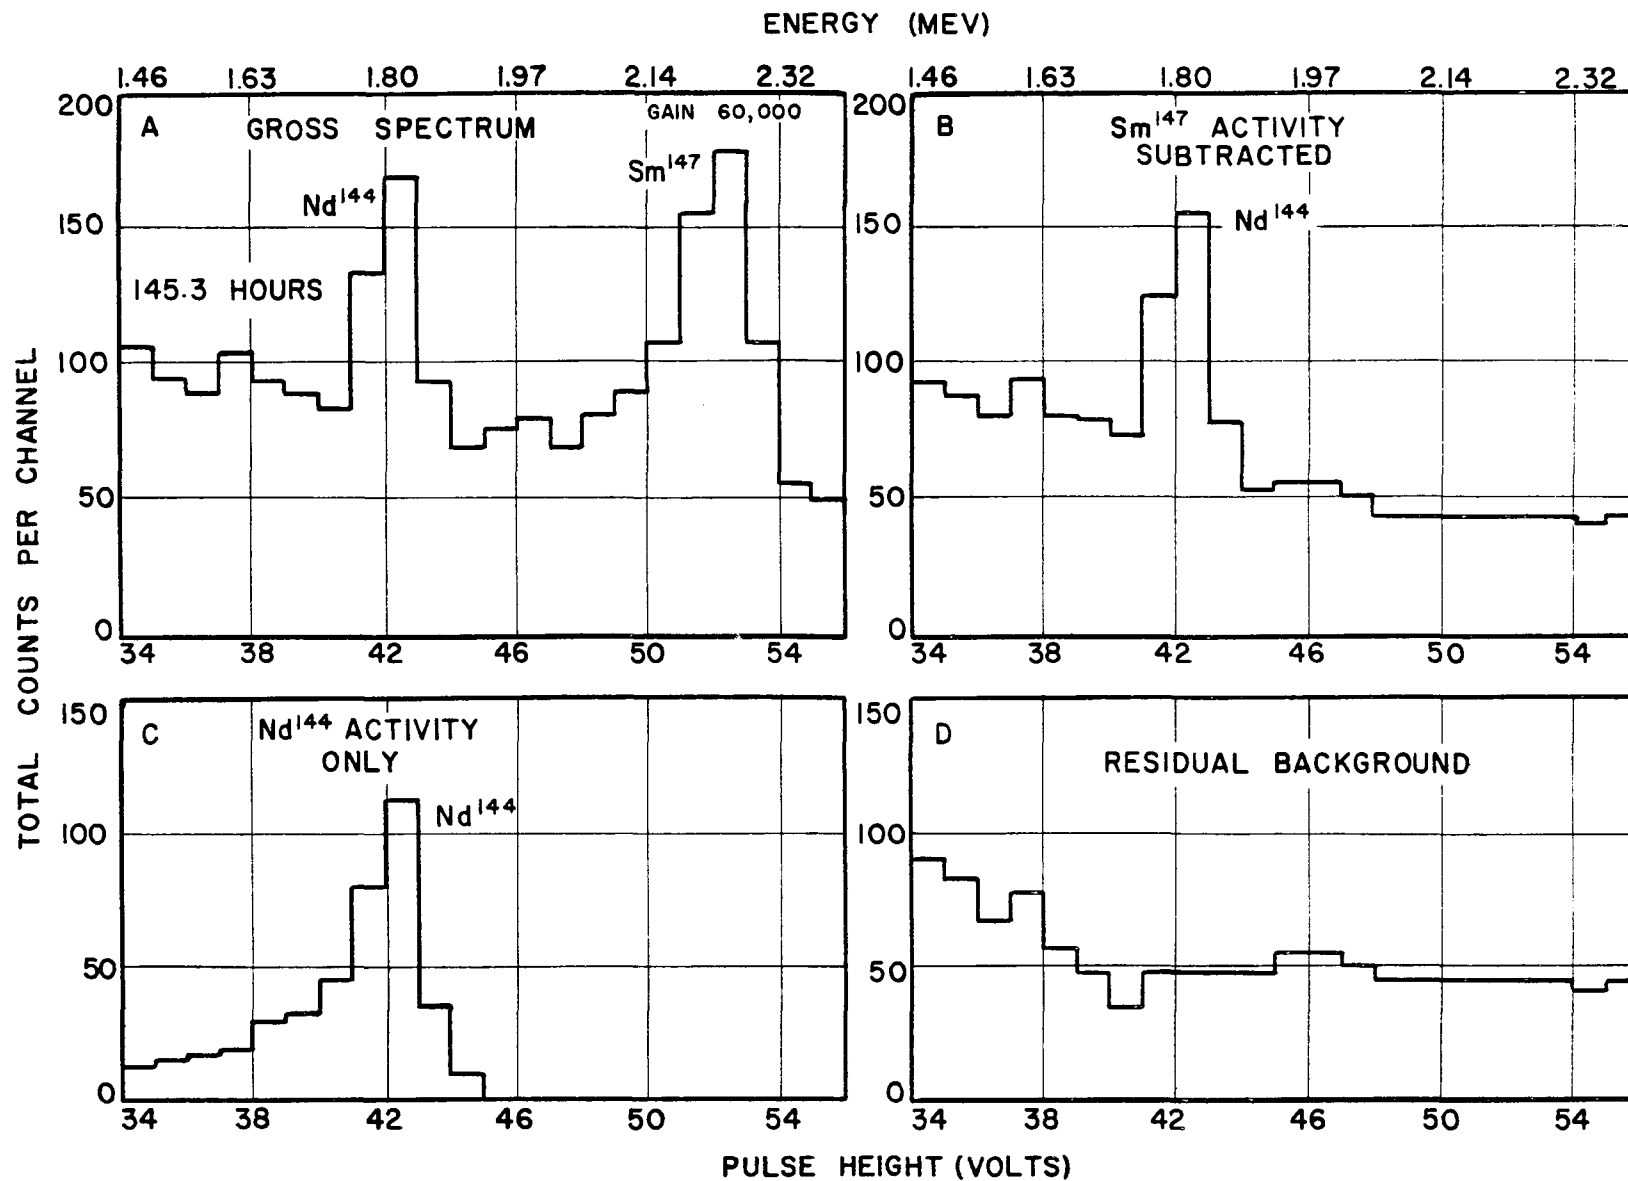 ENERGY (MEV)
1.46 1.63 1.80 1.97 2.14 2.32
1.46 1.63 1.80 1.97 2.14 2.32
TOTAL COUNTS PER CHANNEL
200
150
100
50
0
A
GROSS SPECTRUM
GAIN 60,000
Sm147
Nd144
145.3 HOURS
34 38 42 46 50 54
200
150
100
50
0
B
Sm147 ACTIVITY
SUBTRACTED
Nd144
34 38 42 46 50 54
150
100
50
0
C
Nd144 ACTIVITY
ONLY
Nd144
34 38 42 46 50 54
150
100
50
0
D
RESIDUAL BACKGROUND
34 38 42 46 50 54
PULSE HEIGHT (VOLTS)